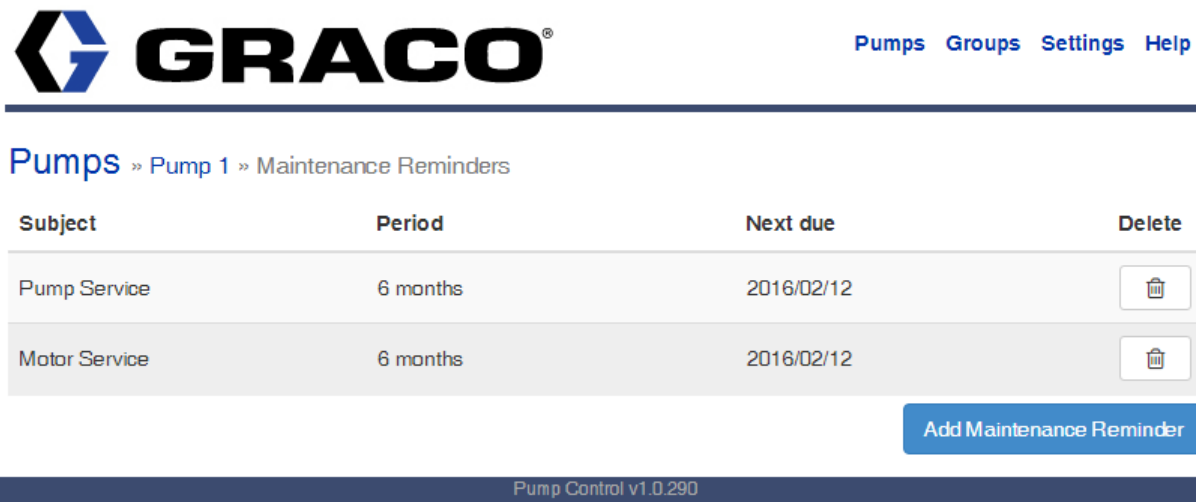 GRACO®
Pumps Groups Settings Help
Pumps » Pump 1 » Maintenance Reminders
Subject Period Next due Delete
Pump Service 6 months 2016/02/12
Motor Service 6 months 2016/02/12
Add Maintenance Reminder
Pump Control v1.0.290